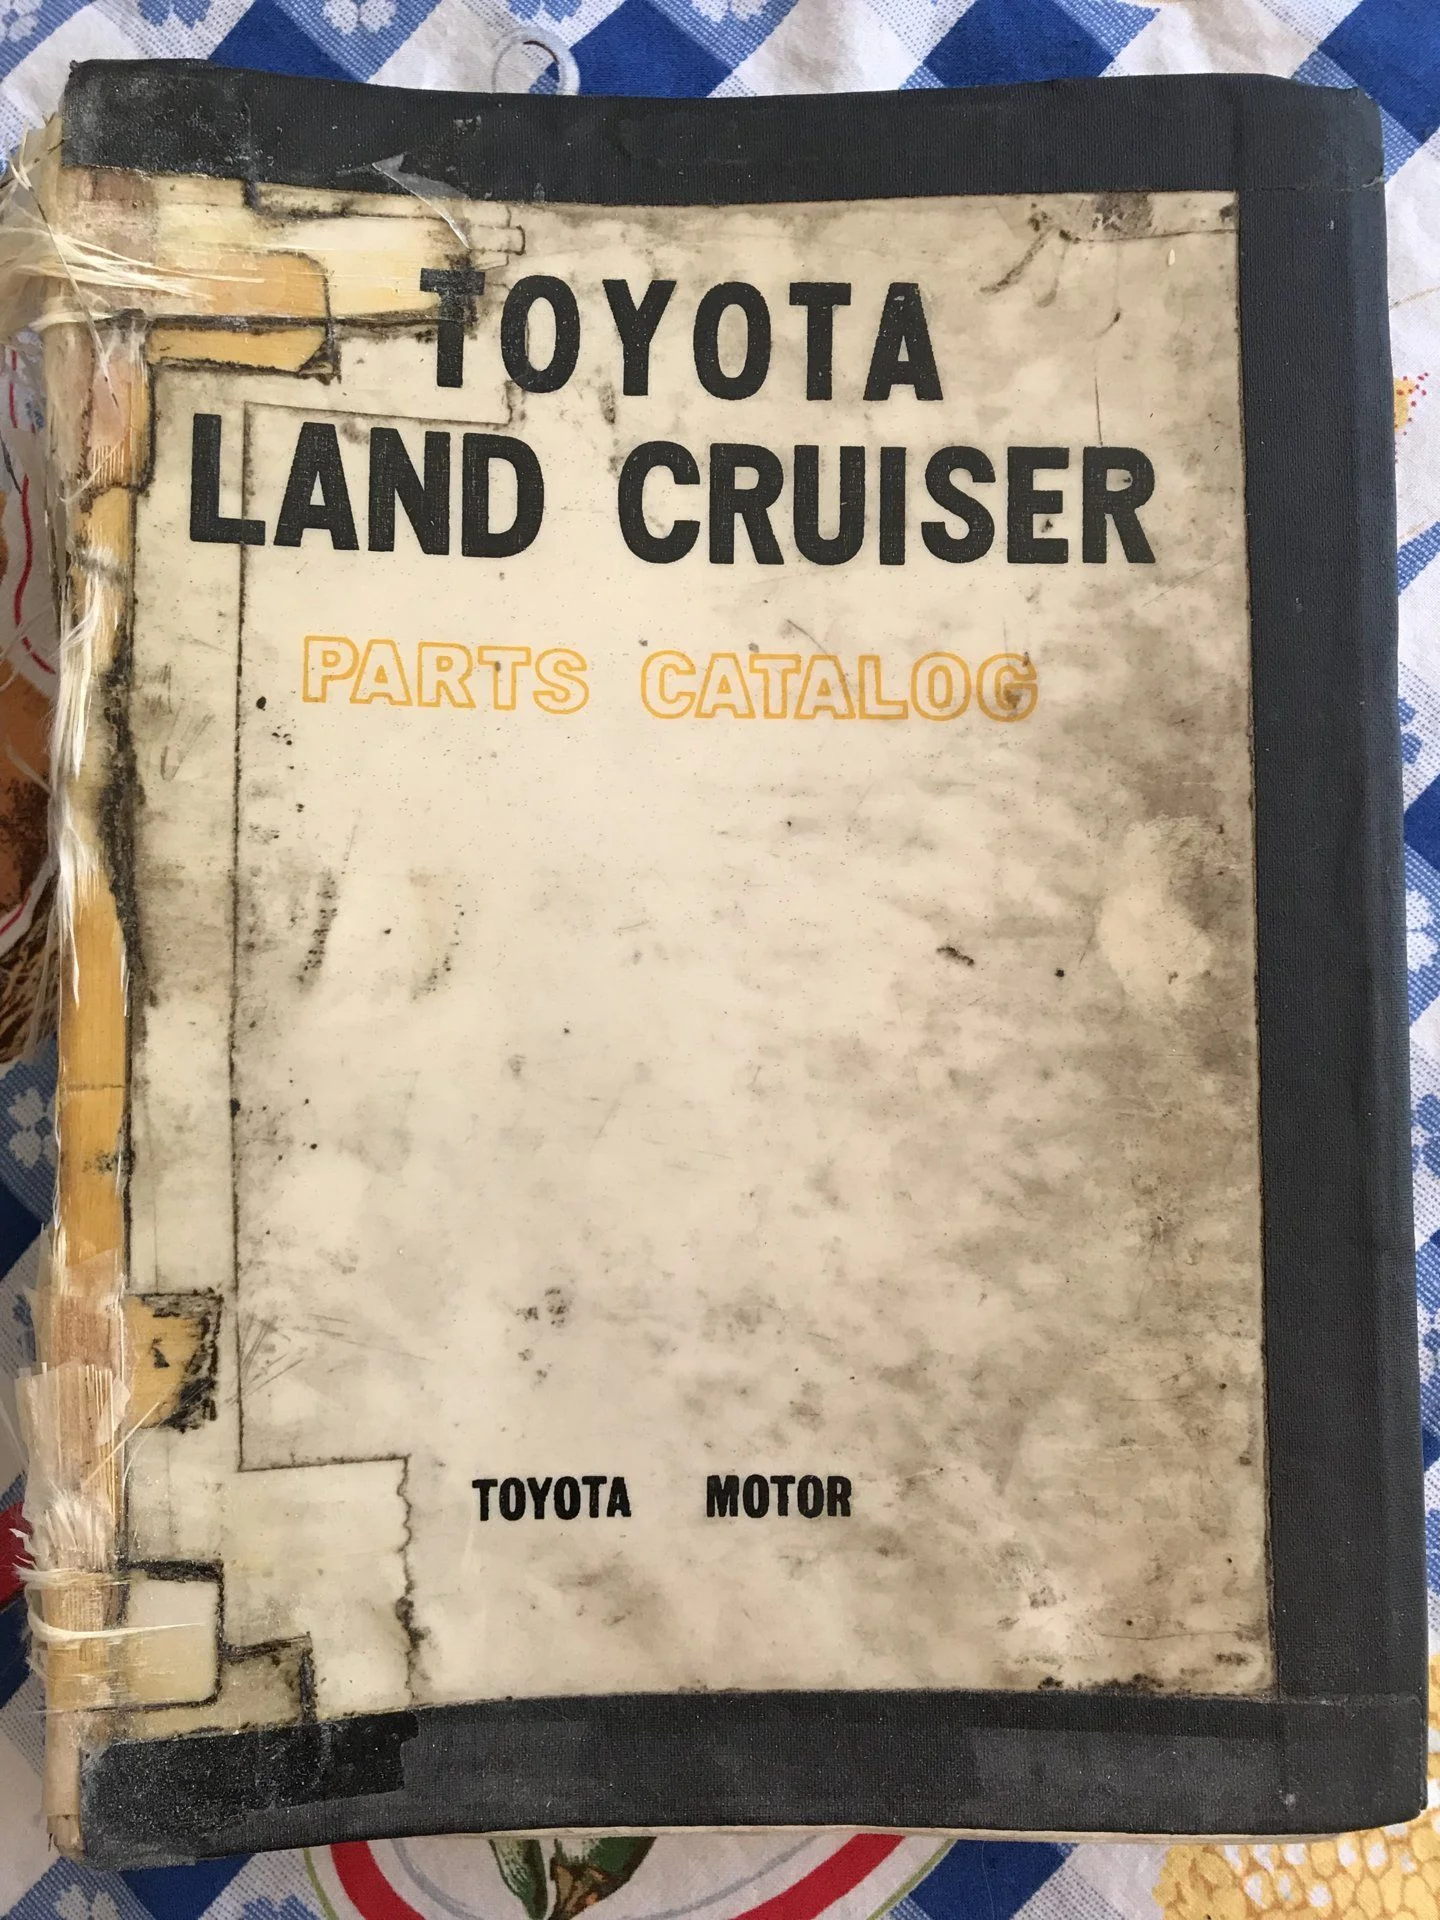 TOYOTA
LAND CRUISER
PARTS CATALOG
TOYOTA MOTOR